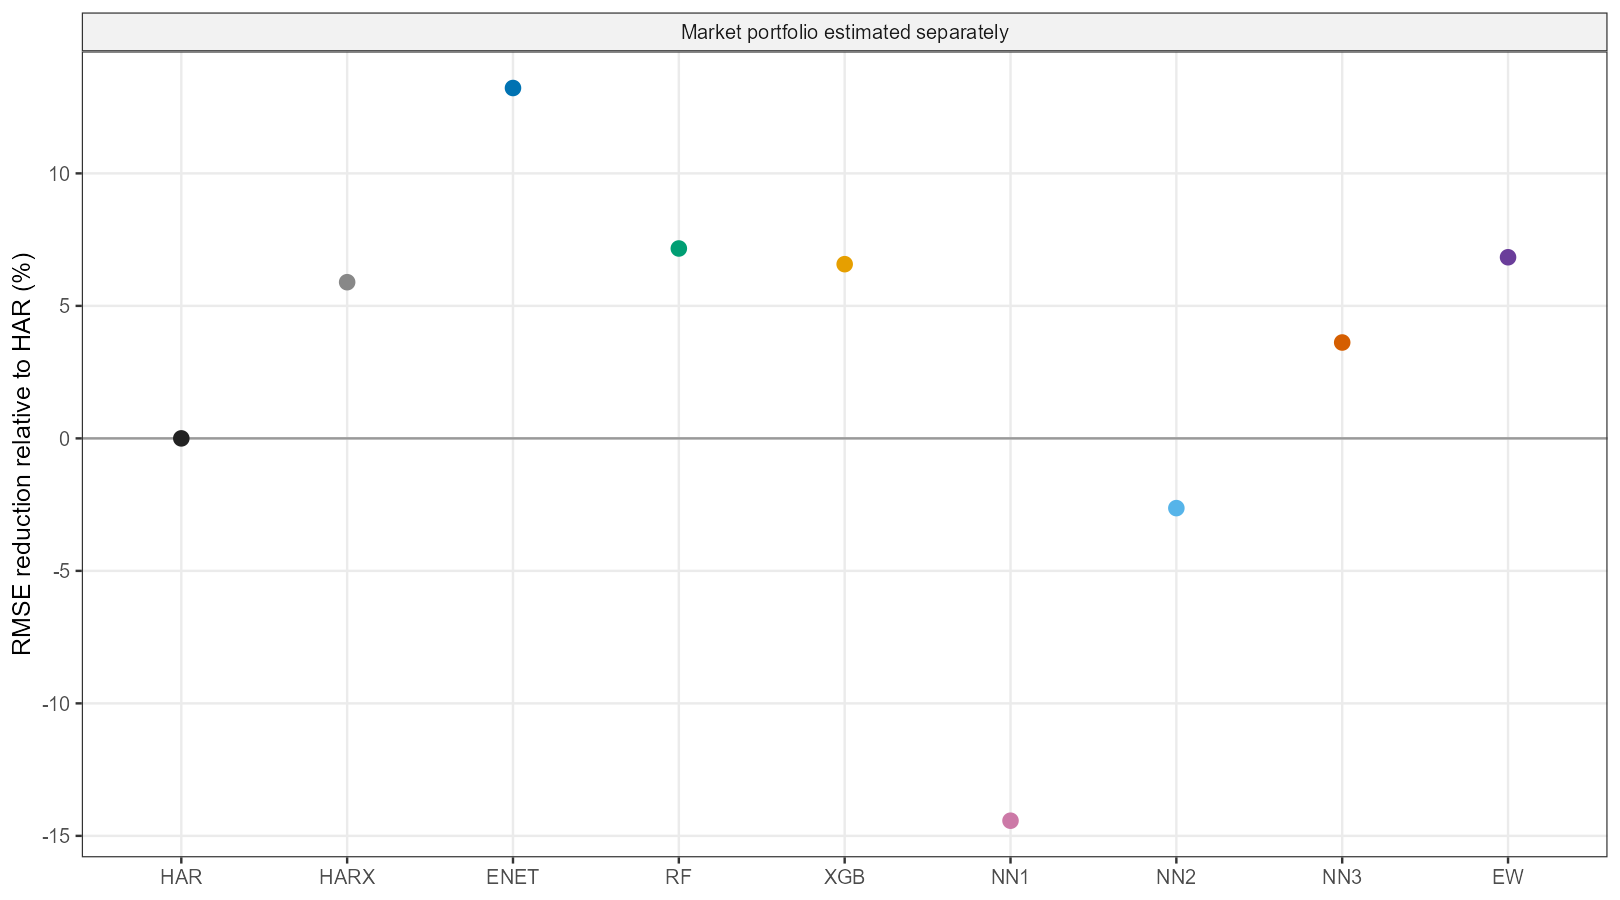 Market portfolio estimated separately
RMSE reduction relative to HAR (%)
10
5
0
-5
-10
-15
HAR HARX ENET RF XGB NN1 NN2 NN3 EW